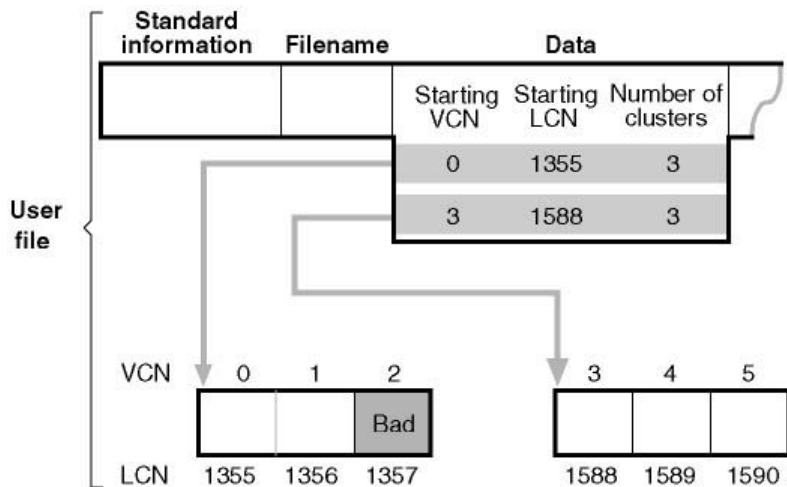 Standard
information
Filename
Data
Starting
VCN
Starting
LCN
Number of
clusters
0 1355 3
3 1588 3
User
file
VCN 0 1 2 3 4 5
Bad
LCN 1355 1356 1357 1588 1589 1590